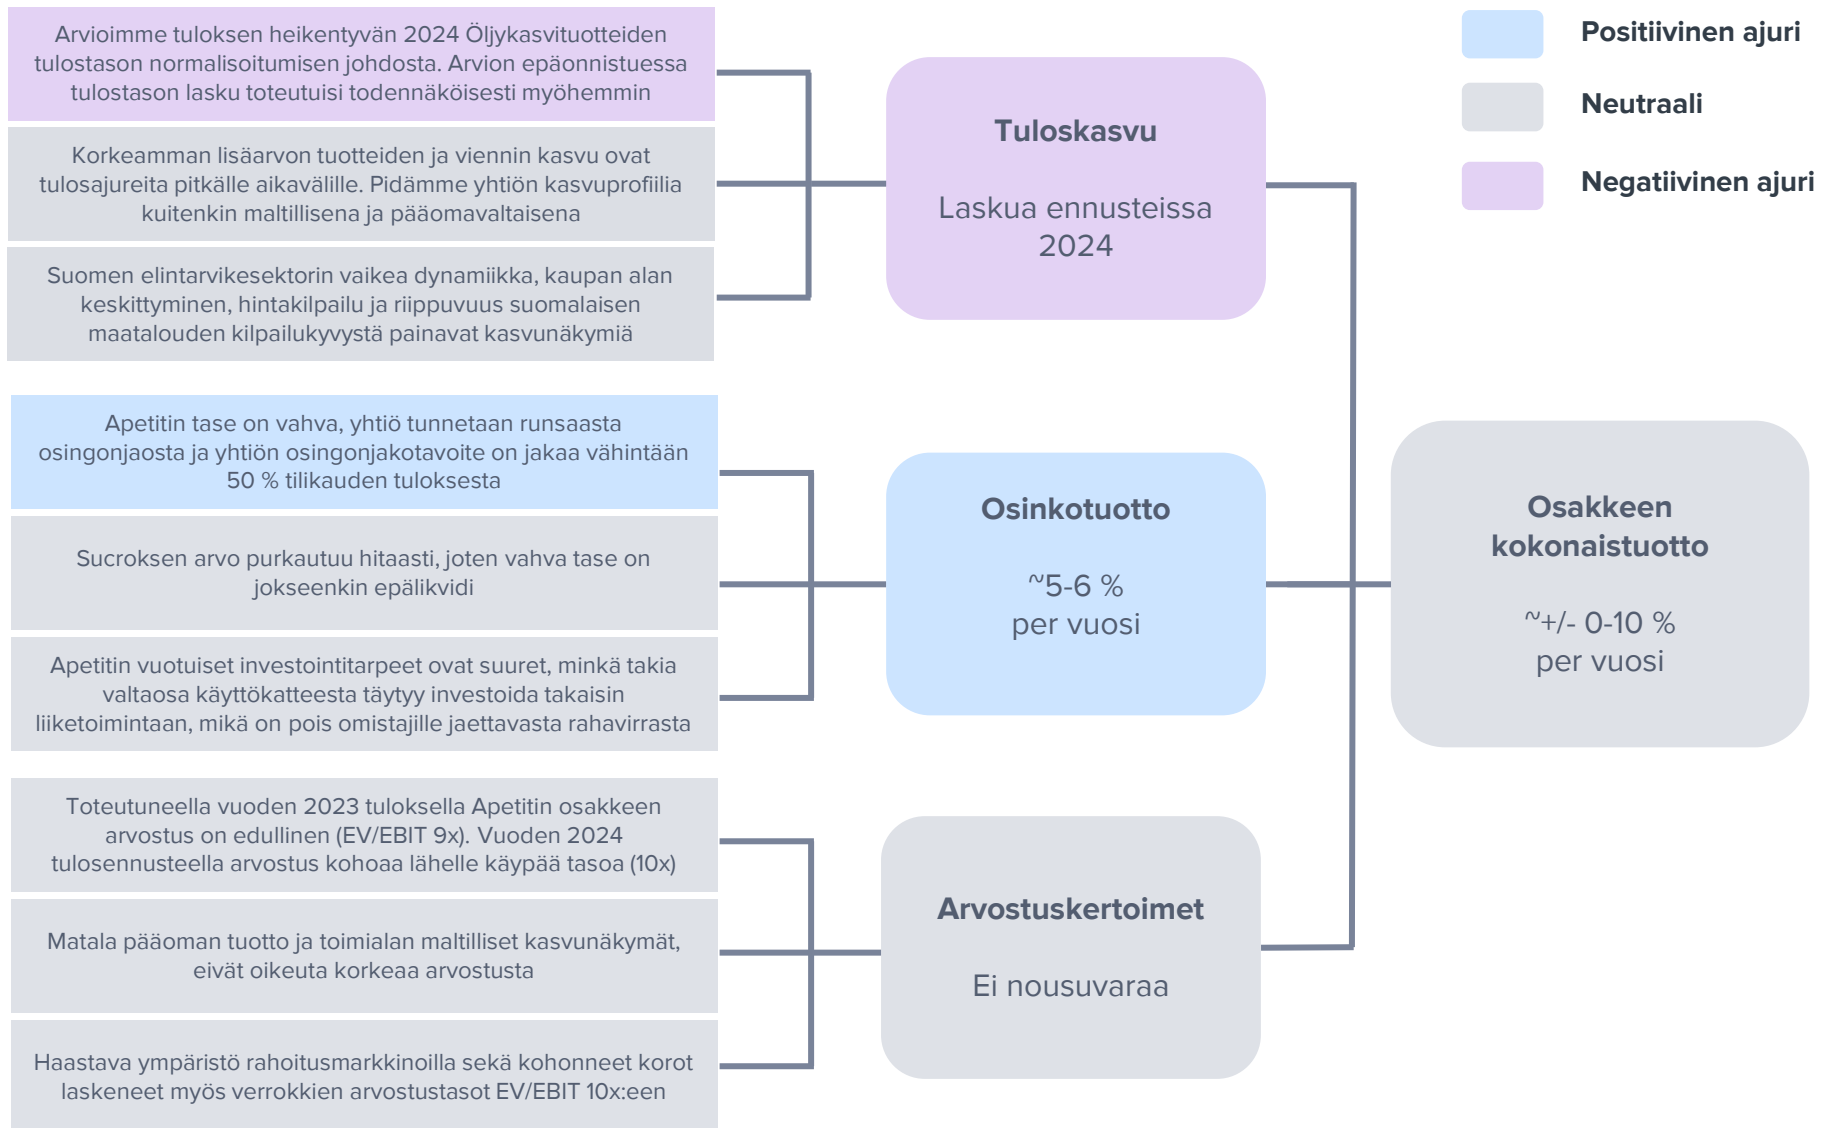 Arvioimme tuloksen heikentyvän 2024 Öljykasvituotteiden
tulostason normalisoitumisen johdosta. Arvion epäonnistuessa
tulostason lasku toteutuisi todennäköisesti myöhemmin
Korkeamman lisäarvon tuotteiden ja viennin kasvu ovat
tulosajureita pitkälle aikavälille. Pidämme yhtiön kasvuprofiilia
kuitenkin maltillisena ja pääomavaltaisena
Suomen elintarvikesektorin vaikea dynamiikka, kaupan alan
keskittyminen, hintakilpailu ja riippuvuus suomalaisen
maatalouden kilpailukyvystä painavat kasvunäkymiä
Tuloskasvu
Laskua ennusteissa
2024
Positiivinen ajuri
Neutraali
Negatiivinen ajuri
Apetitin tase on vahva, yhtiö tunnetaan runsaasta
osingonjaosta ja yhtiön osingonjakotavoite on jakaa vähintään
50 % tilikauden tuloksesta
Sucroksen arvo purkautuu hitaasti, joten vahva tase on
jokseenkin epälikvidi
Apetitin vuotuiset investointitarpeet ovat suuret, minkä takia
valtaosa käyttökatteesta täytyy investoida takaisin
liiketoimintaan, mikä on pois omistajille jaettavasta rahavirrasta
Osinkotuotto
~5-6 %
per vuosi
Osakkeen
kokonaistuotto
~+/- 0-10 %
per vuosi
Toteutuneella vuoden 2023 tuloksella Apetitin osakkeen
arvostus on edullinen (EV/EBIT 9x). Vuoden 2024
tulosennusteella arvostus kohoaa lähelle käypää tasoa (10x)
Matala pääoman tuotto ja toimialan maltilliset kasvunäkymät,
eivät oikeuta korkeaa arvostusta
Haastava ympäristö rahoitusmarkkinoilla sekä kohonneet korot
laskeneet myös verrokkien arvostustasot EV/EBIT 10x:een
Arvostuskertoimet
Ei nousuvaraa